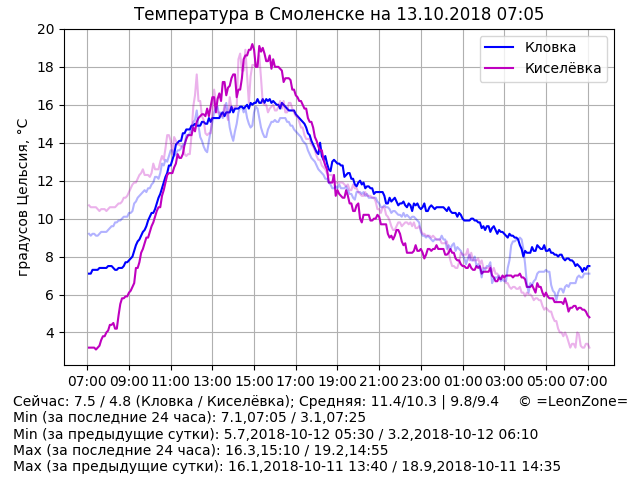 Температура в Смоленске на 13.10.2018 07:05
градусов Цельсия, °C
20
18
16
14
12
10
8
6
4
Кловка
Киселёвка
07:00 09:00 11:00 13:00 15:00 17:00 19:00 21:00 23:00 01:00 03:00 05:00 07:00
Сейчас: 7.5 / 4.8 (Кловка / Киселёвка); Средняя: 11.4/10.3 | 9.8/9.4 © =LeonZone=
Min (за последние 24 часа): 7.1,07:05 / 3.1,07:25
Min (за предыдущие сутки): 5.7,2018-10-12 05:30 / 3.2,2018-10-12 06:10
Max (за последние 24 часа): 16.3,15:10 / 19.2,14:55
Max (за предыдущие сутки): 16.1,2018-10-11 13:40 / 18.9,2018-10-11 14:35